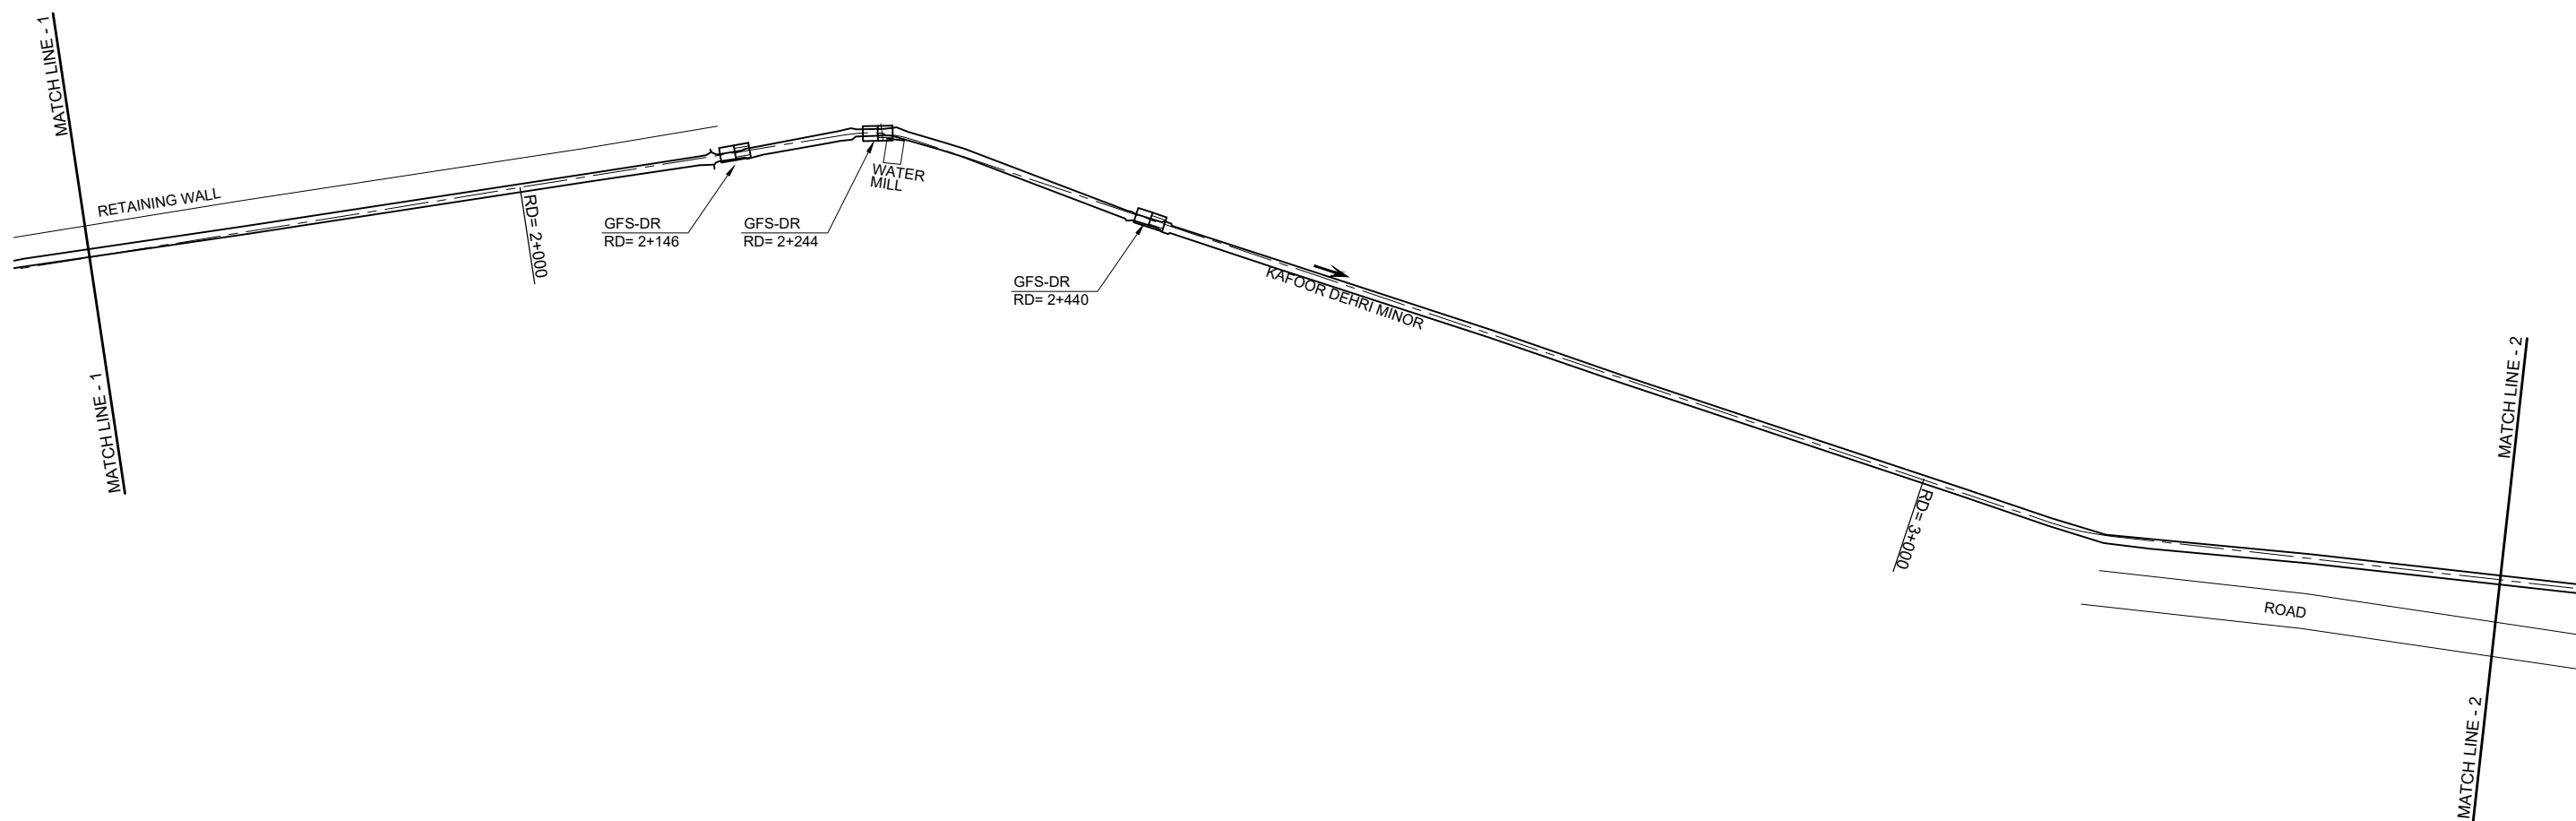 MATCH LINE - 1
RETAINING WALL
MATCH LINE - 1
RD= 2+000
GFS-DR
RD= 2+146
GFS-DR
RD= 2+244
WATER
MILL
GFS-DR
RD= 2+440
KAFOOR DEHRI MINOR
RD= 3+000
ROAD
MATCH LINE - 2
MATCH LINE - 2